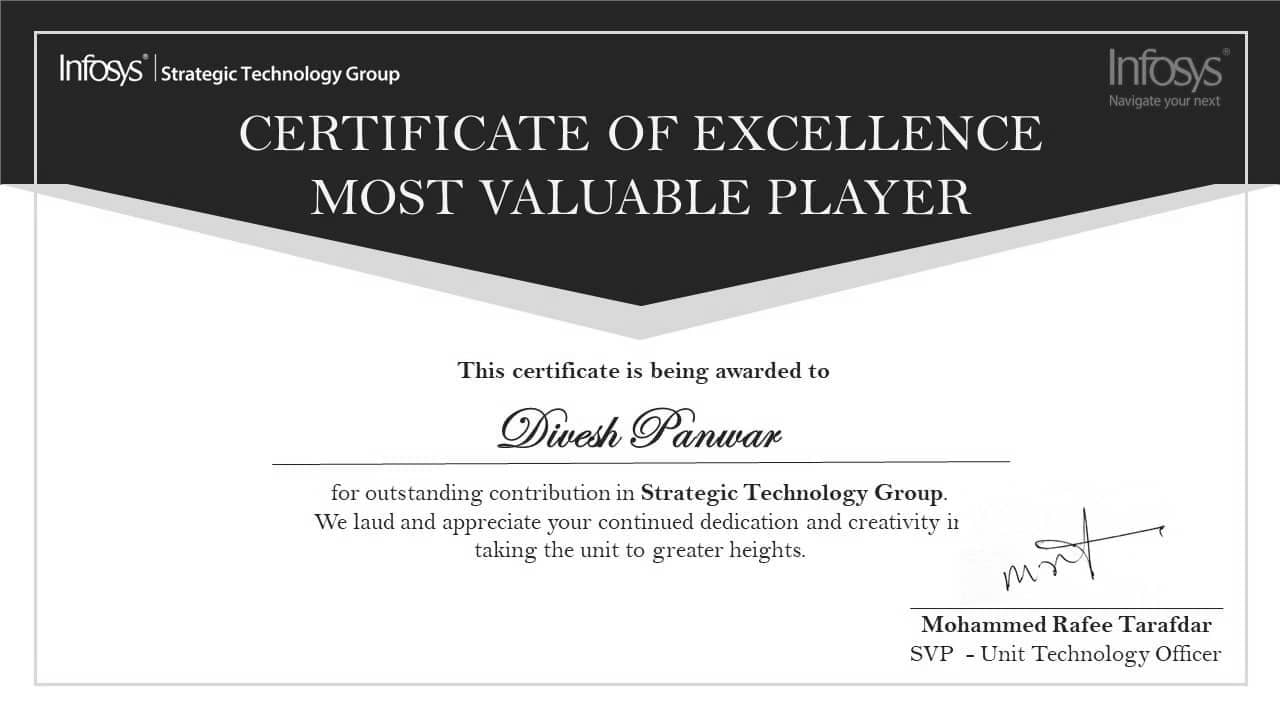 Infosys® | Strategic Technology Group
Infosys®
Navigate your next
CERTIFICATE OF EXCELLENCE
MOST VALUABLE PLAYER
This certificate is being awarded to
Divesh Panwar
for outstanding contribution in Strategic Technology Group.
We laud and appreciate your continued dedication and creativity
taking the unit to greater heights.
Mohammed Rafee Tarafdar
SVP - Unit Technology Officer